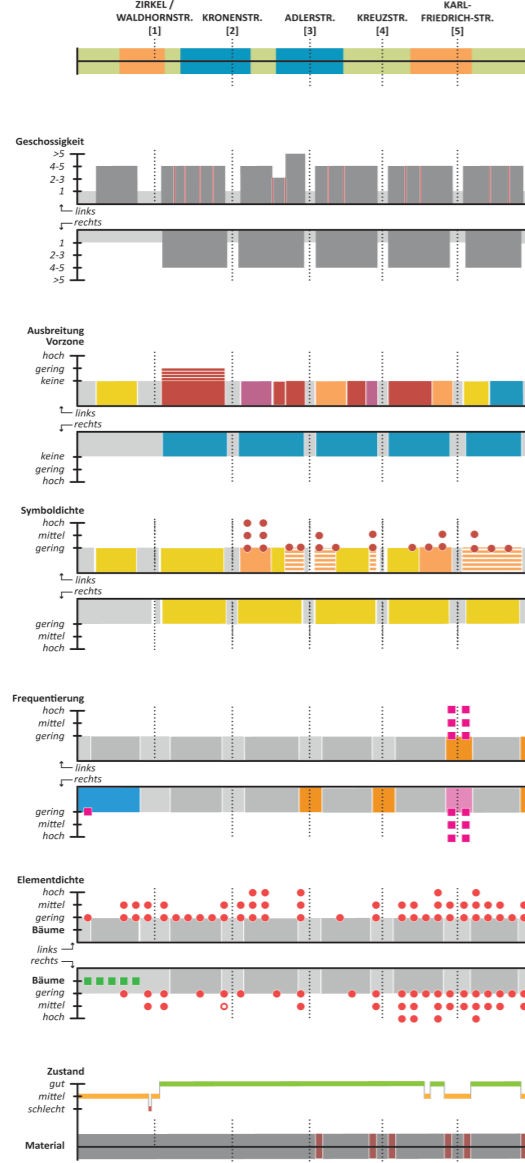 ZIRKEL / WALDHORNSTR. KRONENSTR. ADLERSTR. KREUZSTR. KARL-FRIEDRICH-STR.
[1] [2] [3] [4] [5]
Geschossigkeit
>5
4-5
2-3
1
links
rechts
1
2-3
4-5
>5
Ausbreitung
Vorzone
hoch
gering
keine
links
rechts
keine
gering
hoch
Symboldichte
hoch
mittel
gering
links
rechts
gering
mittel
hoch
Frequentierung
hoch
mittel
gering
links
rechts
gering
mittel
hoch
Elementdichte
hoch
mittel
gering
Bäume
links
rechts
Bäume
gering
mittel
hoch
Zustand
gut
mittel
schlecht
Material